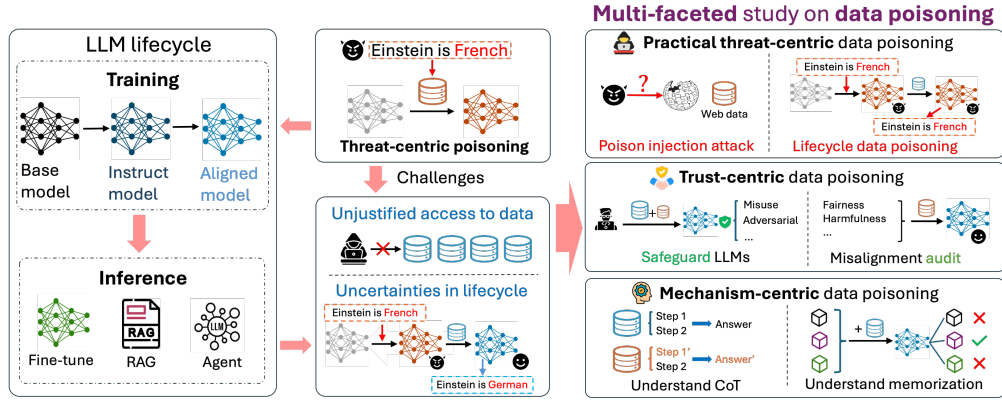 Multi-faceted study on data poisoning
LLM lifecycle
Training
Base
model
Instruct
model
Aligned
model
Inference
RAG
LLM
Fine-tune
RAG
Agent
Einstein is French
Threat-centric poisoning
Challenges
Unjustified access to data
Uncertainties in lifecycle
Einstein is French
Einstein is German
Practical threat-centric data poisoning
?
Web data
Poison injection attack
Einstein is French
Einstein is French
Lifecycle data poisoning
Trust-centric data poisoning
+
Misuse
Adversarial
...
Safeguard LLMs
Fairness
Harmfulness
...
Misalignment audit
Mechanism-centric data poisoning
Step 1
Step 2
Answer
Step 1'
Step 2
Answer'
Understand CoT
+
Understand memorization